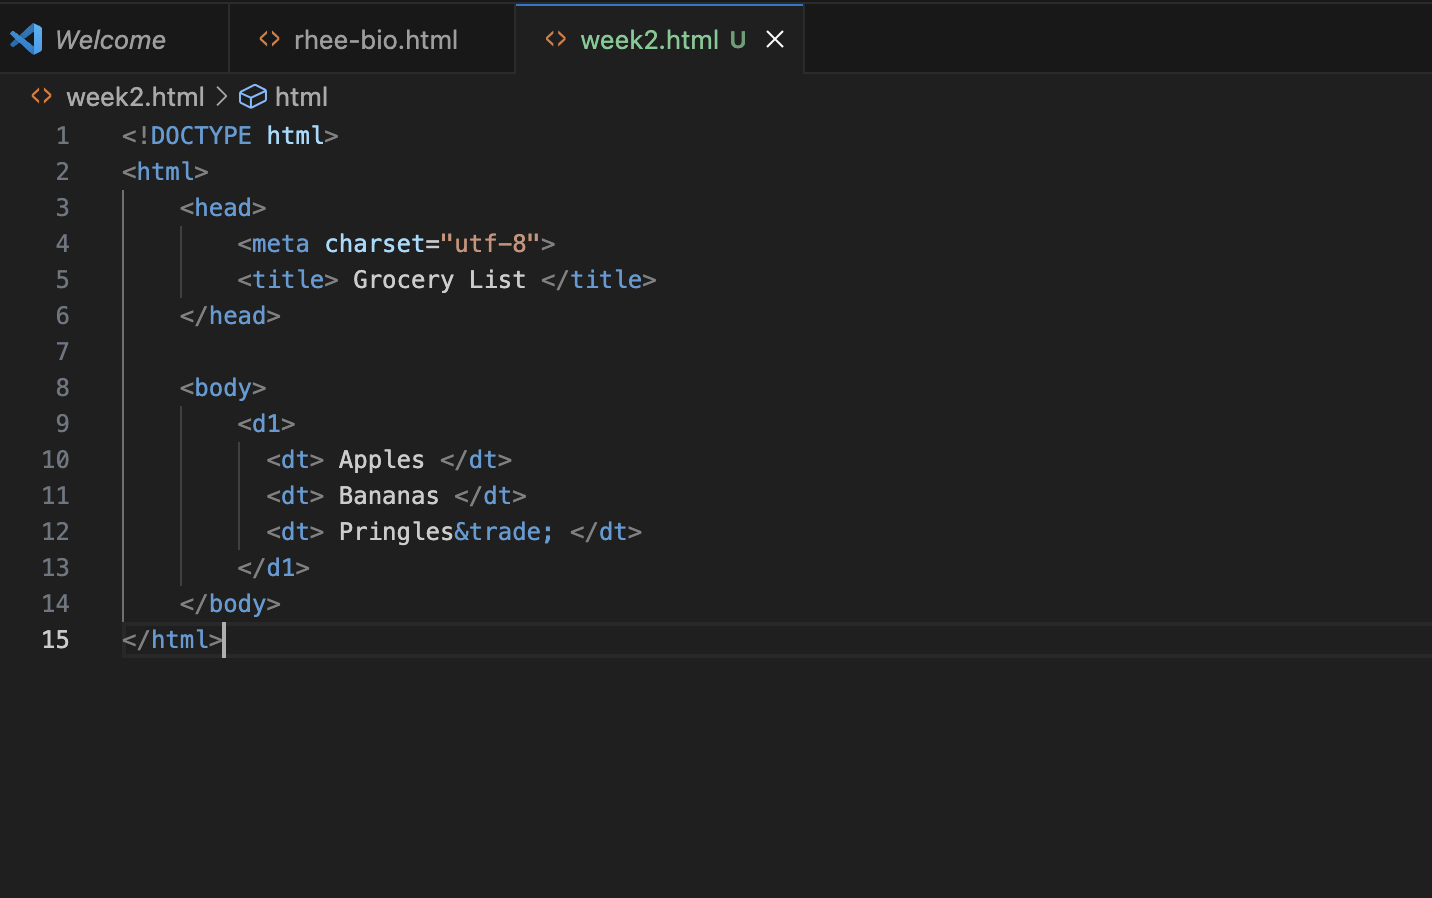 Welcome rhee-bio.html week2.html U
week2.html > html
1 <!DOCTYPE html>
2 <html>
3 <head>
4 <meta charset="utf-8">
5 <title> Grocery List </title>
6 </head>
7
8 <body>
9 <d1>
10 <dt> Apples </dt>
11 <dt> Bananas </dt>
12 <dt> Pringles&trade; </dt>
13 </d1>
14 </body>
15 </html>